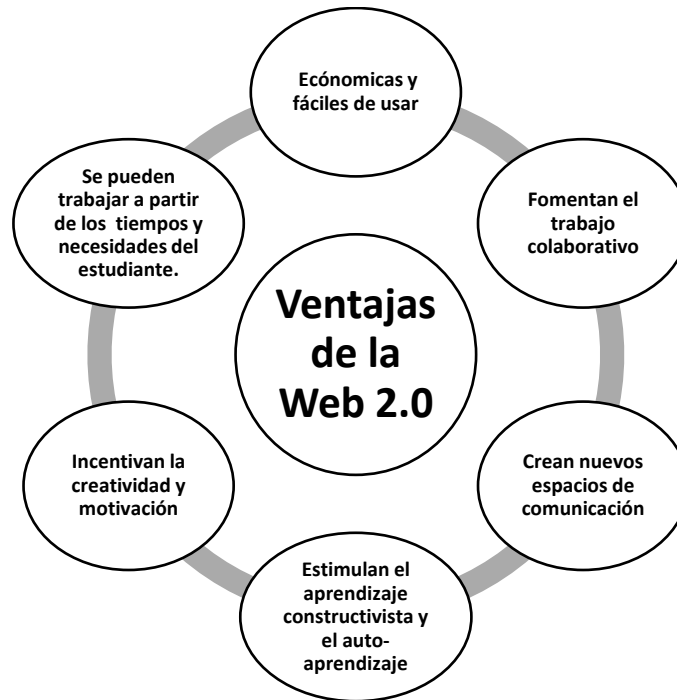 Ecónomicas y
fáciles de usar
Fomentan el
trabajo
colaborativo
Crean nuevos
espacios de
comunicación
Estimulan el
aprendizaje
constructivista y
el auto-
aprendizaje
Incentivan la
creatividad y
motivación
Se pueden
trabajar a partir
de los tiempos y
necesidades del
estudiante.
Ventajas
de la
Web 2.0